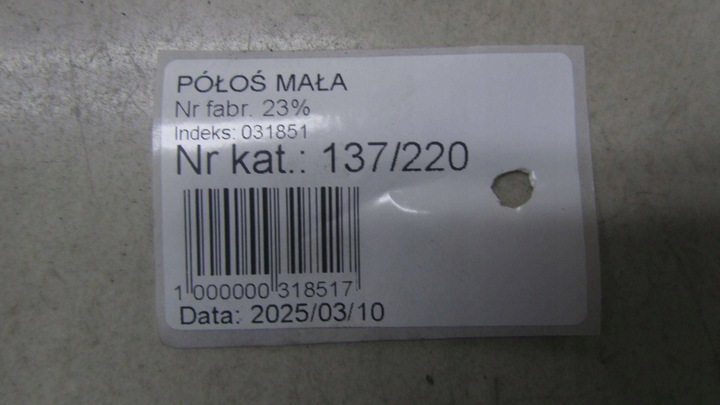 PÓŁOŚ MAŁA
Nr fabr. 23%
Indeks: 031851
Nr kat.: 137/220
1 000000 318517
Data: 2025/03/10